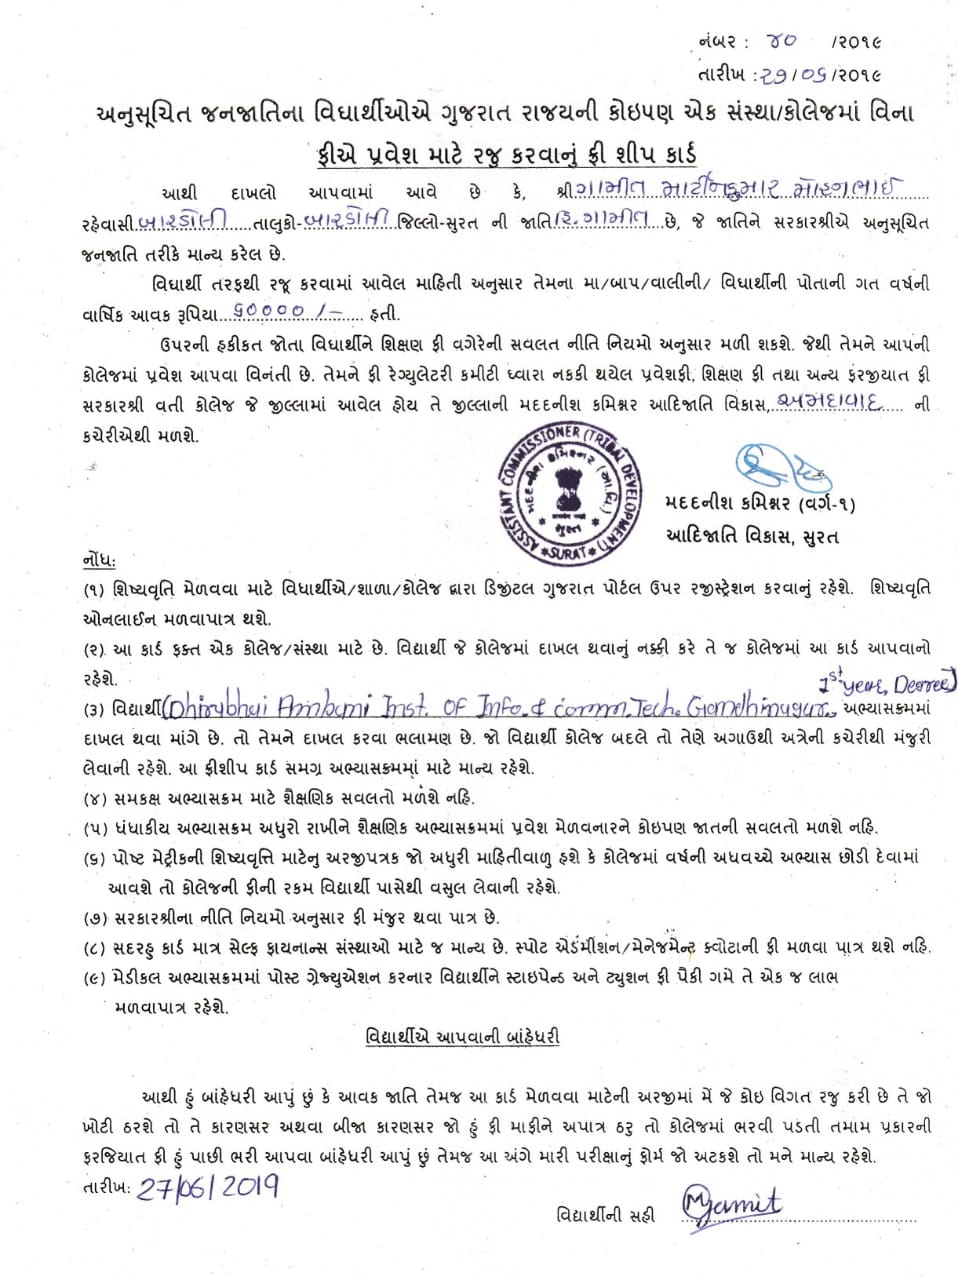 નંબર : ૪૦ /૨૦૧૯
તારીખ :૨૭/૦૬/૨૦૧૯
અનુસૂચિત જનજાતિના વિધાર્થીઓએ ગુજરાત રાજયની કોઇપણ એક સંસ્થા/કોલેજમાં વિના
ફીએ પ્રવેશ માટે રજુ કરવાનું ફ્રી શીપ કાર્ડ
આથી દાખલો આપવામાં આવે છે કે, શ્રી ગામીત માર્ટીનકુમાર
રહેવાસી બારડોલી તાલુકો-બારડોલી જિલ્લો-સુરત ની જાતિ હિ.ગામીત છે, જે જાતિને સરકારશ્રીએ અનુસૂચિત
જનજાતિ તરીકે માન્ય કરેલ છે.
વિધાર્થી તરફથી રજૂ કરવામાં આવેલ માહિતી અનુસાર તેમના મા/બાપ/વાલીની/ વિધાર્થીની પોતાની ગત વર્ષની
વાર્ષિક આવક રૂપિયા ૬૦૦૦૦ /- હતી.
ઉપરની હકીકત જોતા વિધાર્થીને શિક્ષણ ફી વગેરેની સવલત નીતિ નિયમો અનુસાર મળી શકશે. જેથી તેમને આપની
કોલેજમાં પ્રવેશ આપવા વિનંતી છે. તેમને ફી રેગ્યુલેટરી કમીટી ધ્વારા નકકી થયેલ પ્રવેશફી, શિક્ષણ ફી તથા અન્ય ફરજીયાત ફી
સરકારશ્રી વતી કોલેજ જે જીલ્લામાં આવેલ હોય તે જીલ્લાની મદદનીશ કમિશ્નર આદિજાતિ વિકાસ, અમદાવાદ ની
કચેરીએથી મળશે.
ASSISTANT COMMISSIONER (TRIBAL DEVELOPMENT)
* SURAT *
મદદનીશ કમિશ્નર (આ.વિ.)
સુરત
મદદનીશ કમિશ્નર (વર્ગ-૧)
આદિજાતિ વિકાસ, સુરત
નોંધ:
(૧) શિષ્યવૃતિ મેળવવા માટે વિધાર્થીએ/શાળા/કોલેજ દ્વારા ડિજીટલ ગુજરાત પોર્ટલ ઉપર રજીસ્ટ્રેશન કરવાનું રહેશે. શિષ્યવૃતિ
ઓનલાઈન મળવાપાત્ર થશે.
(૨) આ કાર્ડ ફક્ત એક કોલેજ/સંસ્થા માટે છે. વિદ્યાર્થી જે કોલેજમાં દાખલ થવાનું નક્કી કરે તે જ કોલેજમાં આ કાર્ડ આપવાનો
રહેશે.
1st year, Degree)
(૩) વિદ્યાર્થી (Dhirubhai Ambani Inst. Of Info. & Comm. Tech. Gandhinagar, અભ્યાસક્રમમાં
દાખલ થવા માંગે છે. તો તેમને દાખલ કરવા ભલામણ છે. જો વિદ્યાર્થી કોલેજ બદલે તો તેણે અગાઉથી અત્રેની કચેરીથી મંજુરી
લેવાની રહેશે. આ ફીશીપ કાર્ડ સમગ્ર અભ્યાસક્રમમાં માટે માન્ય રહેશે.
(૪) સમકક્ષ અભ્યાસક્રમ માટે શૈક્ષણિક સવલતો મળશે નહિ.
(૫) ધંધાકીય અભ્યાસક્રમ અધુરો રાખીને શૈક્ષણિક અભ્યાસક્રમમાં પ્રવેશ મેળવનારને કોઇપણ જાતની સવલતો મળશે નહિ.
(૬) પોષ્ટ મેટ્રીકની શિષ્યવૃત્તિ માટેનુ અરજીપત્રક જો અધુરી માહિતીવાળુ હશે કે કોલેજમાં વર્ષની અધવચ્ચે અભ્યાસ છોડી દેવામાં
આવશે તો કોલેજની ફીની રકમ વિદ્યાર્થી પાસેથી વસુલ લેવાની રહેશે.
(૭) સરકારશ્રીના નીતિ નિયમો અનુસાર ફી મંજુર થવા પાત્ર છે.
(૮) સદરહુ કાર્ડ માત્ર સેલ્ફ ફાયનાન્સ સંસ્થાઓ માટે જ માન્ય છે. સ્પોટ એડમીશન/મેનેજમેન્ટ ક્વોટાની ફી મળવા પાત્ર થશે નહિ.
(૯) મેડીકલ અભ્યાસક્રમમાં પોસ્ટ ગ્રેજ્યુએશન કરનાર વિદ્યાર્થીને સ્ટાઇપેન્ડ અને ટ્યુશન ફી પૈકી ગમે તે એક જ લાભ
મળવાપાત્ર રહેશે.
વિદ્યાર્થીએ આપવાની બાંહેધરી
આથી હું બાંહેધરી આપું છું કે આવક જાતિ તેમજ આ કાર્ડ મેળવવા માટેની અરજીમાં મેં જે કોઇ વિગત રજુ કરી છે તે જો
ખોટી ઠરશે તો તે કારણસર અથવા બીજા કારણસર જો હું ફી માફીને અપાત્ર ઠરુ તો કોલેજમાં ભરવી પડતી તમામ પ્રકારની
ફરજિયાત ફી હું પાછી ભરી આપવા બાંહેધરી આપું છું તેમજ આ અંગે મારી પરીક્ષાનું ફોર્મ જો અટકશે તો મને માન્ય રહેશે.
તારીખ: 27/06/2019
વિદ્યાર્થીની સહી